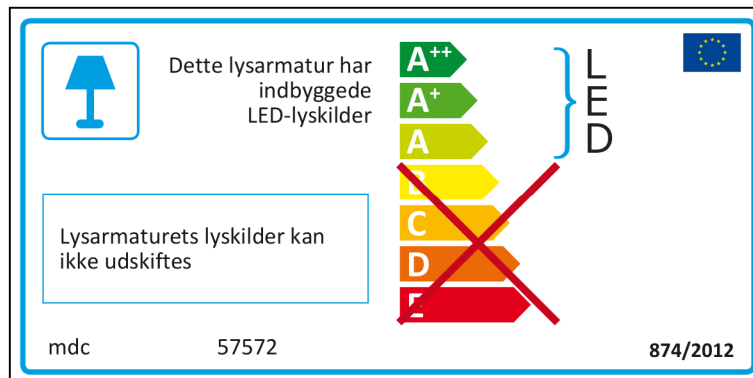 Dette lysarmatur har
indbyggede
LED-lyskilder
A++
A+
A
B
C
D
E
L
E
D
Lysarmaturets lyskilder kan
ikke udskiftes
mdc 57572
874/2012